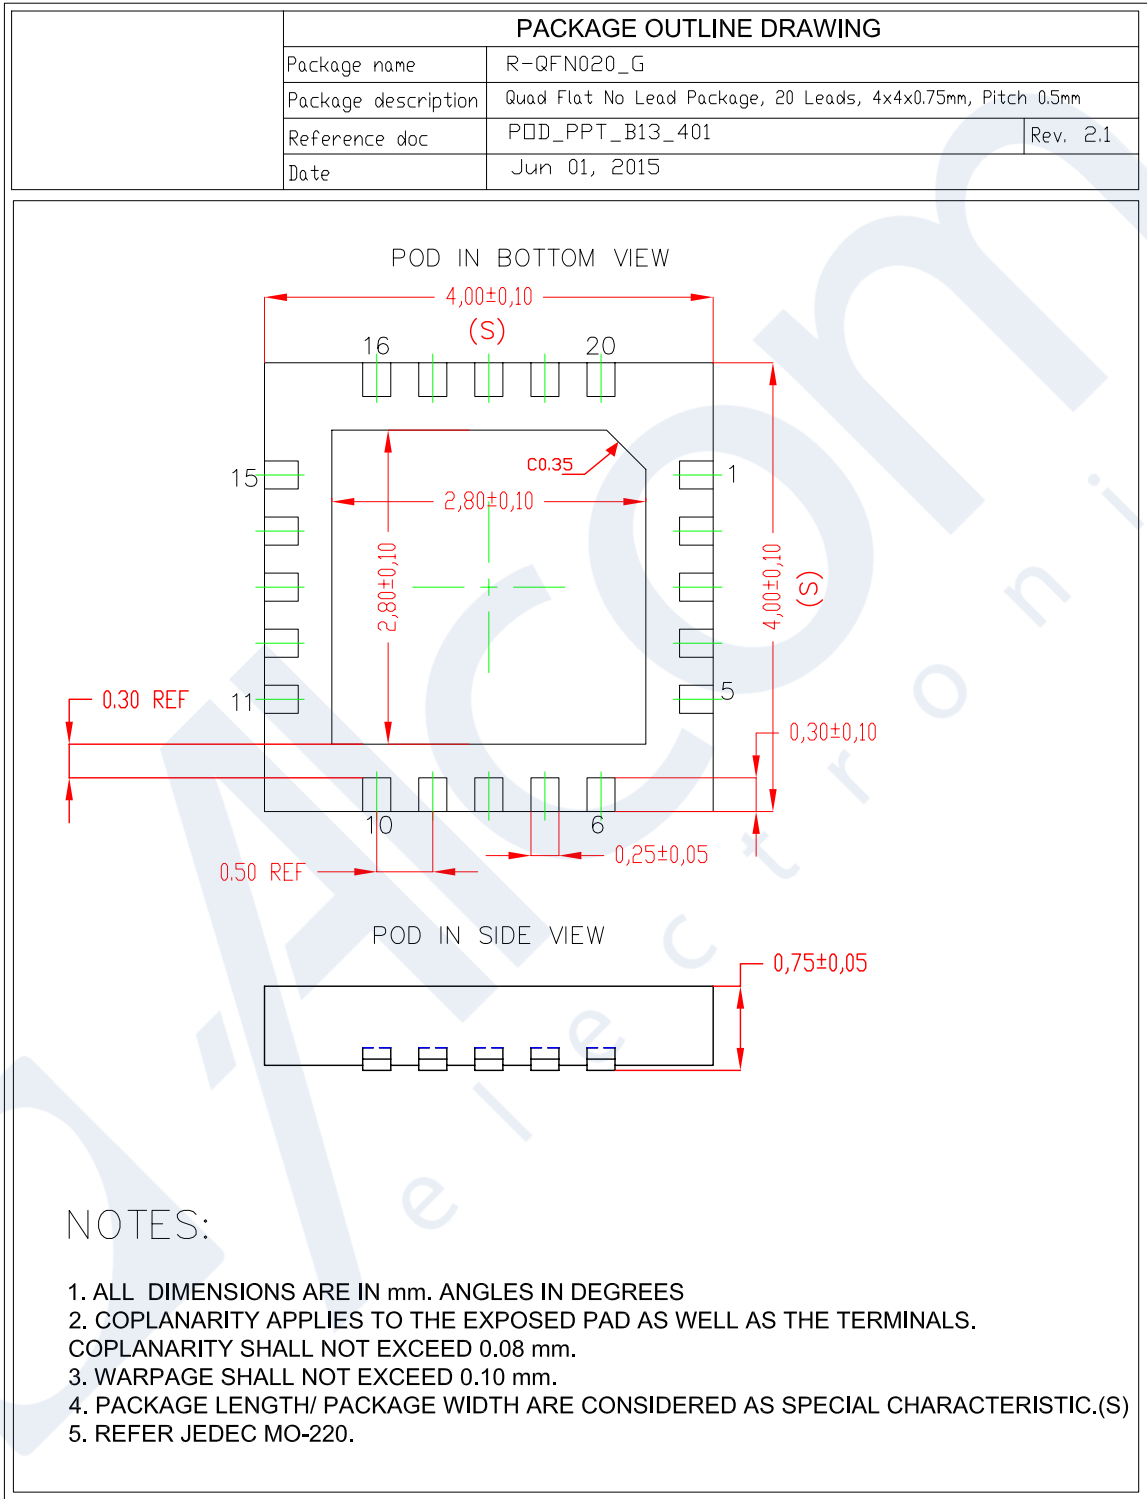 PACKAGE OUTLINE DRAWING
Package name R-QFN020_G
Package description Quad Flat No Lead Package, 20 Leads, 4x4x0.75mm, Pitch 0.5mm
Reference doc POD_PPT_B13_401 Rev. 2.1
Date Jun 01, 2015
POD IN BOTTOM VIEW
4,00±0,10
(S)
16 20
C0.35
15 1
2,80±0,10
2,80±0,10
4,00±0,10
(S)
11 5
0.30 REF
0,30±0,10
10 6
0,25±0,05
0.50 REF
POD IN SIDE VIEW
0,75±0,05
NOTES:
1. ALL DIMENSIONS ARE IN mm. ANGLES IN DEGREES
2. COPLANARITY APPLIES TO THE EXPOSED PAD AS WELL AS THE TERMINALS.
COPLANARITY SHALL NOT EXCEED 0.08 mm.
3. WARPAGE SHALL NOT EXCEED 0.10 mm.
4. PACKAGE LENGTH/ PACKAGE WIDTH ARE CONSIDERED AS SPECIAL CHARACTERISTIC.(S)
5. REFER JEDEC MO-220.
Alcom
electroni